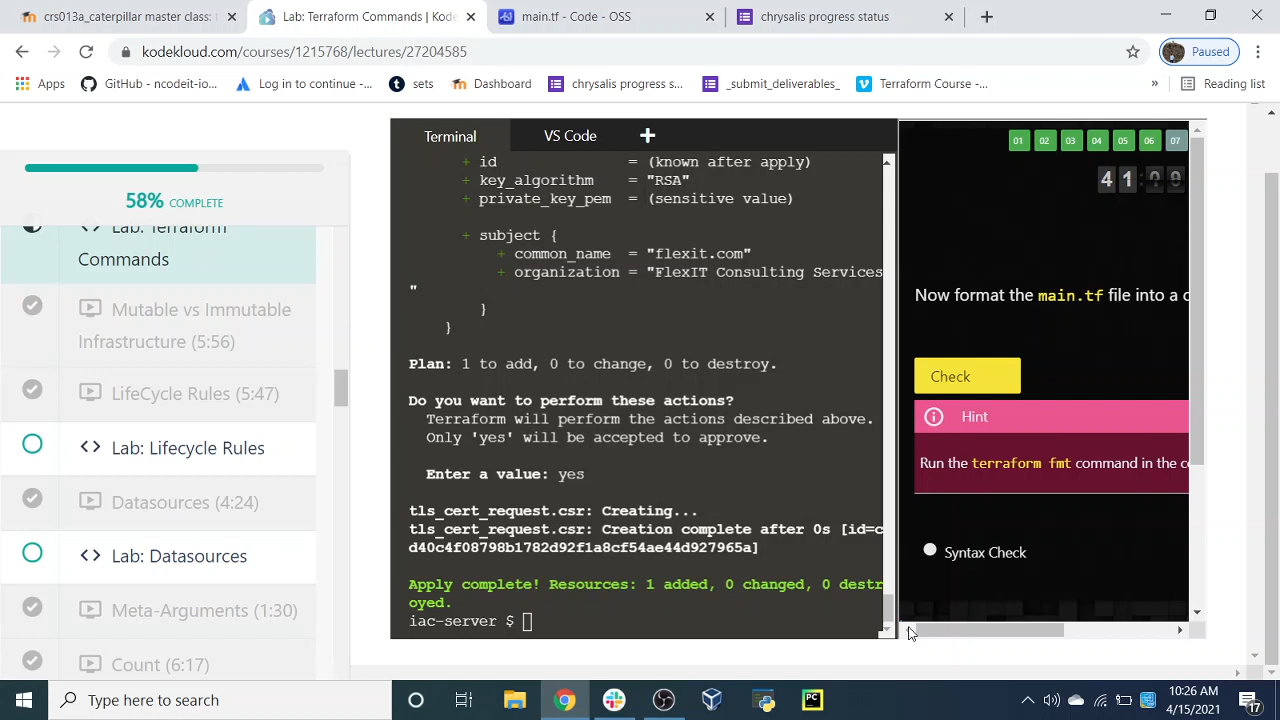 es013a_caterpillar master class:
Lab: Terraform Commands | Kode
main.tf - Code - OSS
chrysalis progress status
kodekloud.com/courses/1215768/lectures/27204585
Paused
Apps
GitHub - ncodeit-io...
Log in to continue -...
sets
Dashboard
chrysalis progress s...
_submit_deliverables_
Terraform Course -...
»
Reading list
58% COMPLETE
Lab: Terraform
Commands
Mutable vs Immutable
Infrastructure (5:56)
LifeCycle Rules (5:47)
Lab: Lifecycle Rules
Datasources (4:24)
Lab: Datasources
Meta-Arguments (1:30)
Count (6:17)
Terminal
VS Code
+ id = (known after apply)
+ key_algorithm = "RSA"
+ private_key_pem = (sensitive value)
+ subject {
+ common_name = "flexit.com"
+ organization = "FlexIT Consulting Services
"
}
}
Plan: 1 to add, 0 to change, 0 to destroy.
Do you want to perform these actions?
Terraform will perform the actions described above.
Only 'yes' will be accepted to approve.
Enter a value: yes
tls_cert_request.csr: Creating...
tls_cert_request.csr: Creation complete after 0s [id=c
d40c4f08798b1782d92f1a8cf54ae44d927965a]
Apply complete! Resources: 1 added, 0 changed, 0 destr
oyed.
iac-server $
01 02 03 04 05 06 07
41:09
Now format the main.tf file into a c
Check
Hint
Run the terraform fmt command in the co
Syntax Check
Type here to search
10:26 AM
4/15/2021
17